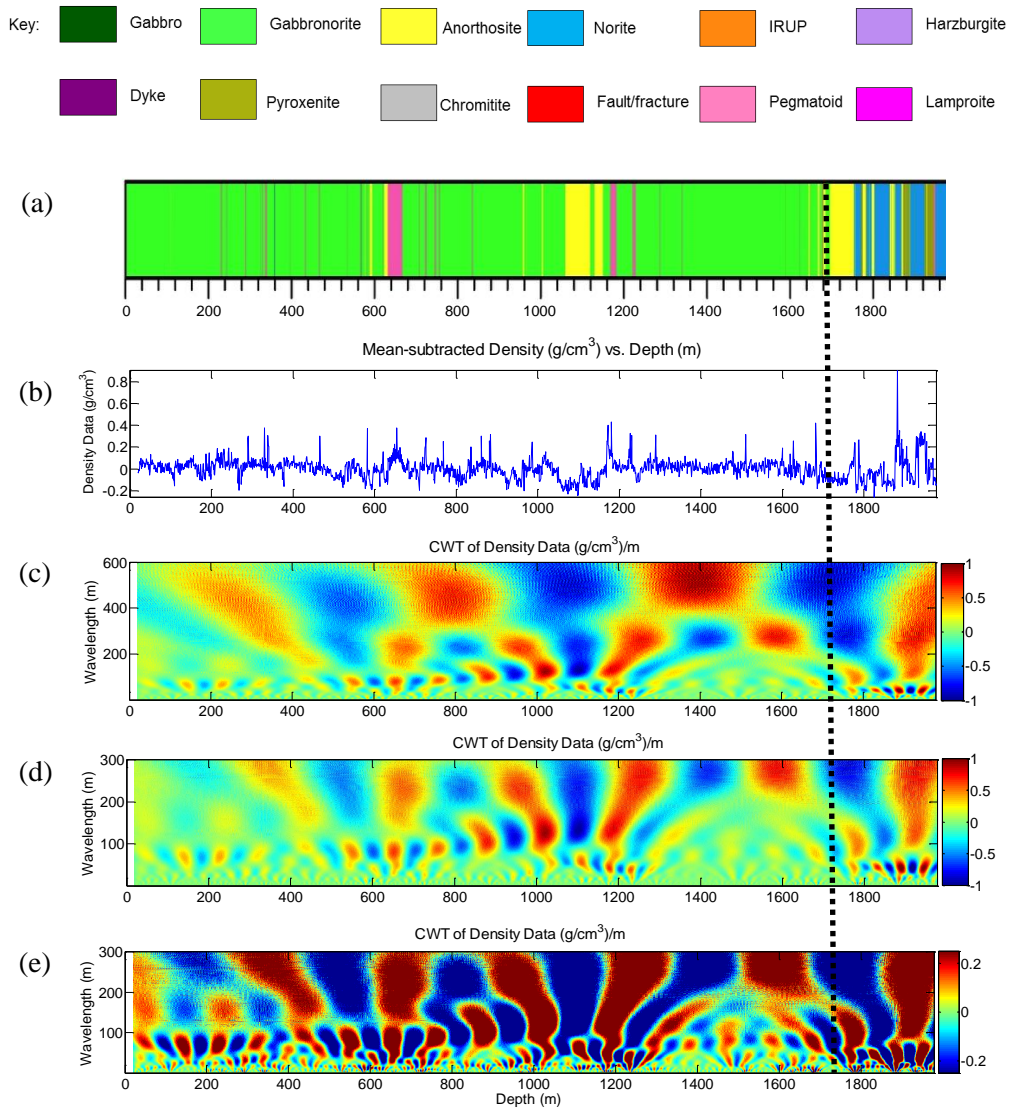 Key: Gabbro Gabbronorite Anorthosite Norite IRUP Harzburgite
Dyke Pyroxenite Chromitite Fault/fracture Pegmatoid Lamproite
(a)
0 200 400 600 800 1000 1200 1400 1600 1800
Mean-subtracted Density (g/cm³) vs. Depth (m)
(b)
Density Data (g/cm³)
0.8
0.6
0.4
0.2
0
-0.2
0 200 400 600 800 1000 1200 1400 1600 1800
CWT of Density Data (g/cm³)/m
(c)
Wavelength (m)
600
400
200
0 200 400 600 800 1000 1200 1400 1600 1800
1
0.5
0
-0.5
-1
CWT of Density Data (g/cm³)/m
(d)
Wavelength (m)
300
200
100
0 200 400 600 800 1000 1200 1400 1600 1800
1
0.5
0
-0.5
-1
CWT of Density Data (g/cm³)/m
(e)
Wavelength (m)
300
200
100
0 200 400 600 800 1000 1200 1400 1600 1800
Depth (m)
0.2
0
-0.2